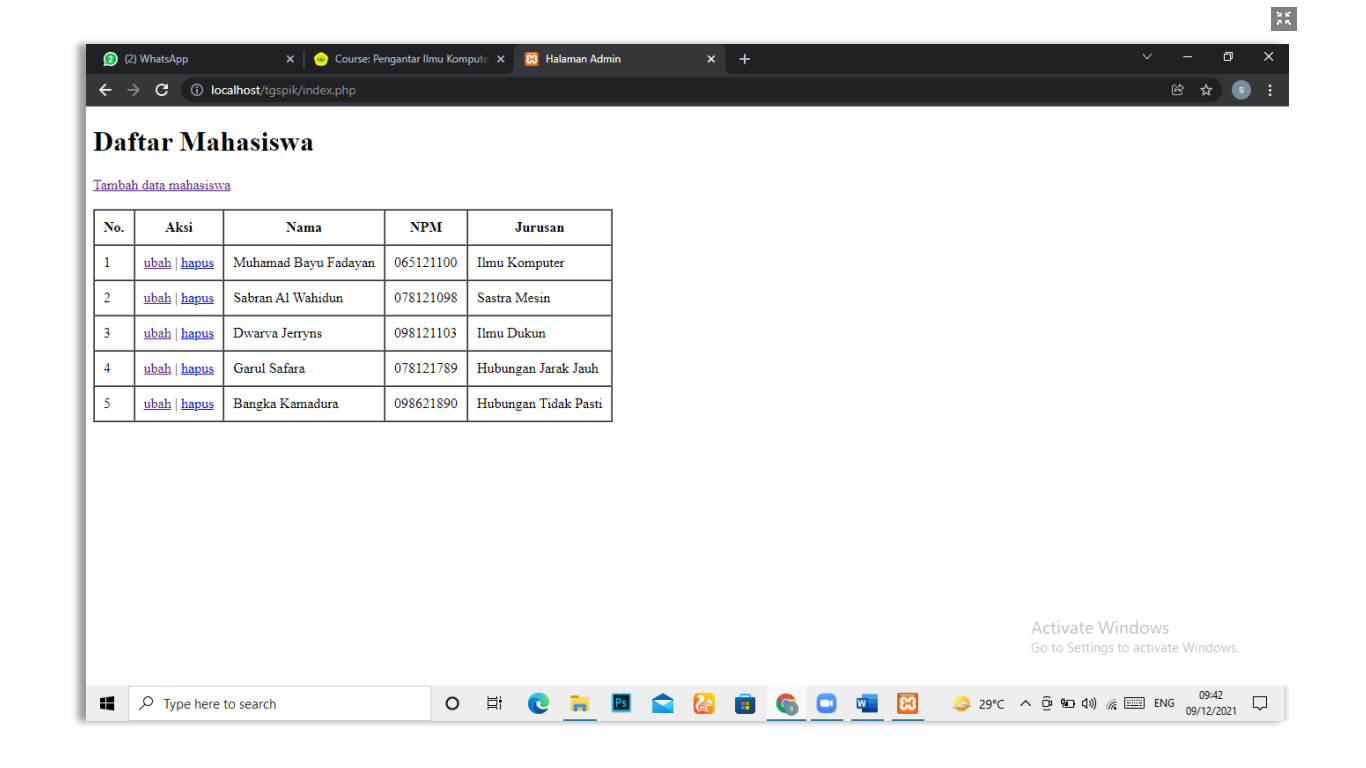 (2) WhatsApp
Course: Pengantar Ilmu Kompute
Halaman Admin
localhost/tgspik/index.php
S
Daftar Mahasiswa
Tambah data mahasiswa
No. Aksi Nama NPM Jurusan
1 ubah | hapus Muhamad Bayu Fadayan 065121100 Ilmu Komputer
2 ubah | hapus Sabran Al Wahidun 078121098 Sastra Mesin
3 ubah | hapus Dwarva Jerryns 098121103 Ilmu Dukun
4 ubah | hapus Garul Safara 078121789 Hubungan Jarak Jauh
5 ubah | hapus Bangka Kamadura 098621890 Hubungan Tidak Pasti
Activate Windows
Go to Settings to activate Windows.
Type here to search
Ps
W
29°C
ENG
09:42
09/12/2021